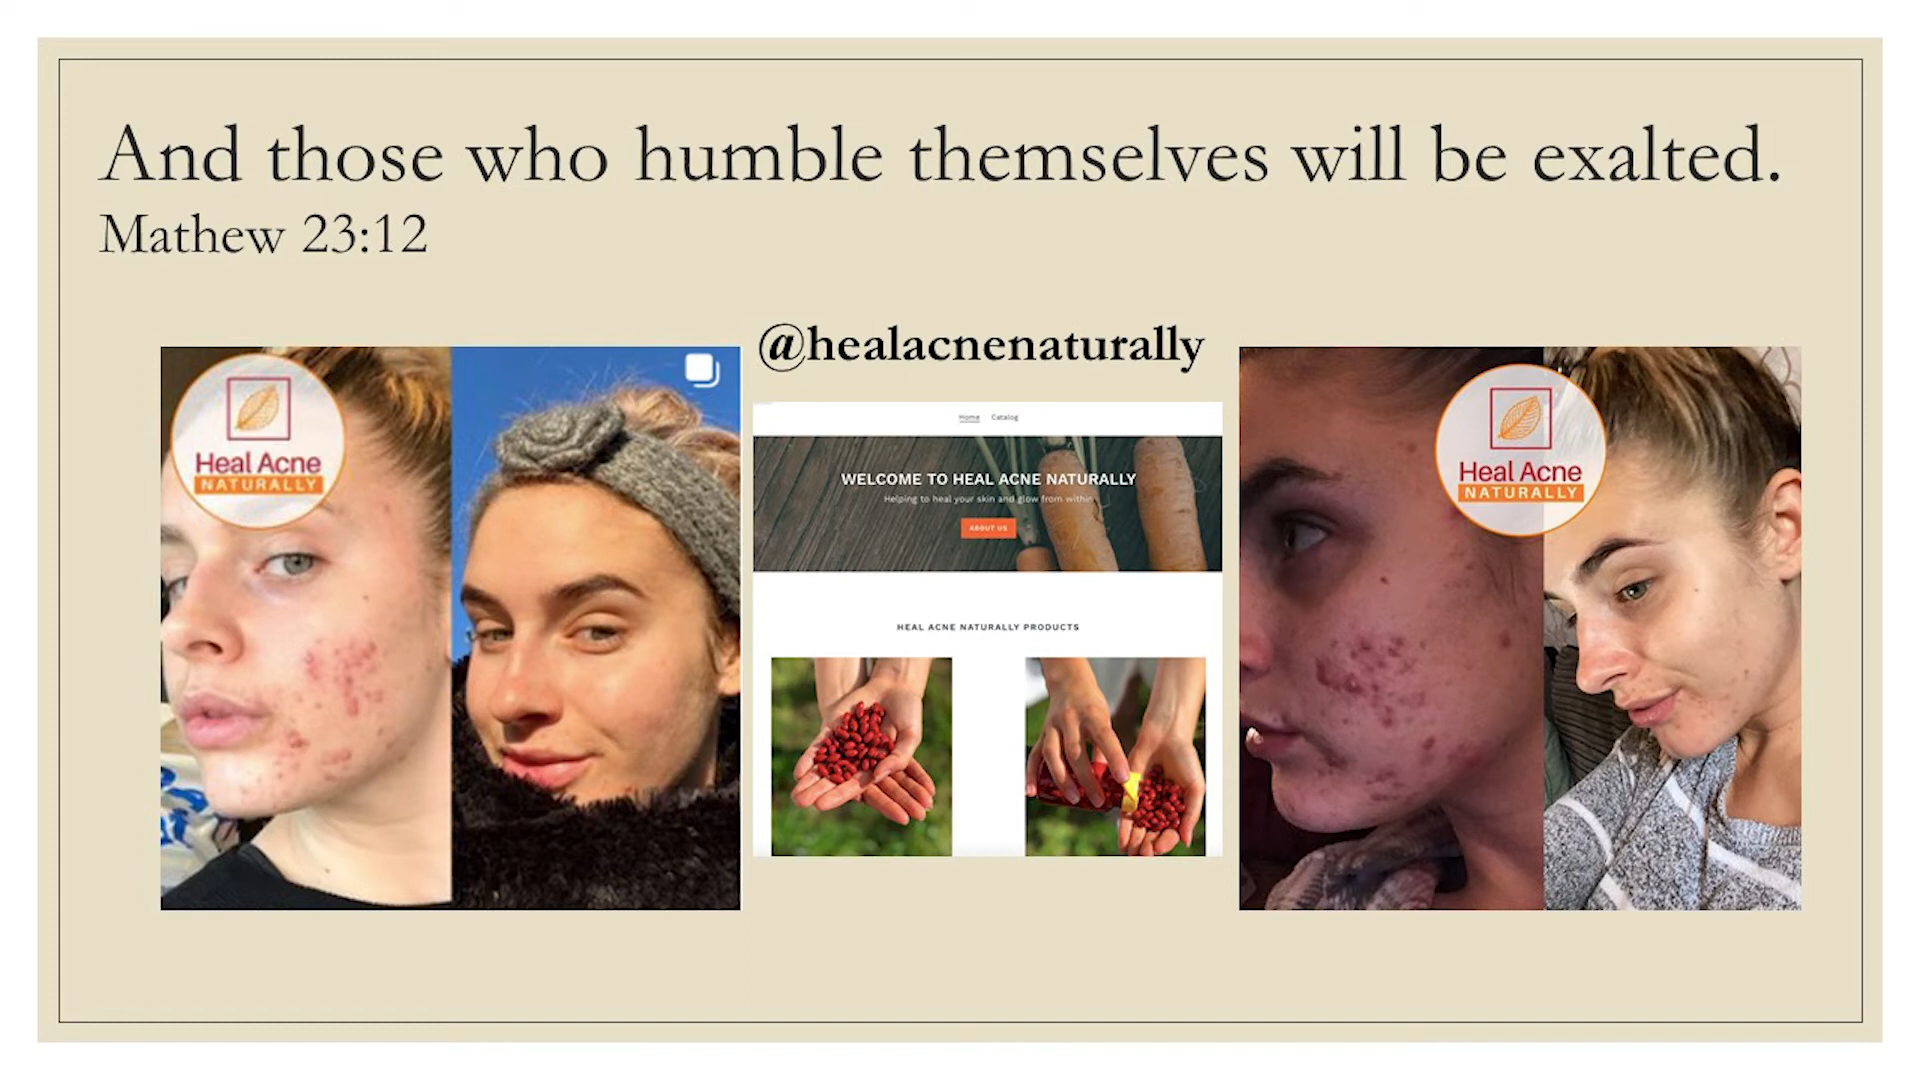 And those who humble themselves will be exalted.
Mathew 23:12
@healacnenaturally
Heal Acne
NATURALLY
Home Catalog
WELCOME TO HEAL ACNE NATURALLY
Helping to heal your skin and glow from within
ABOUT US
HEAL ACNE NATURALLY PRODUCTS
Heal Acne
NATURALLY